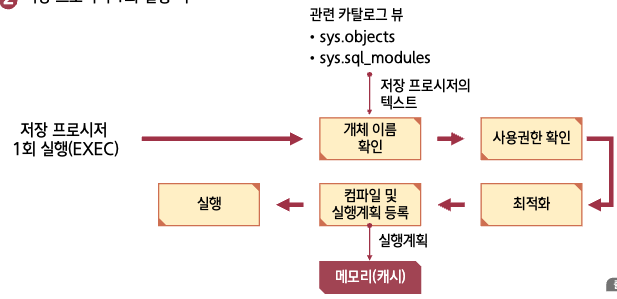 2
관련 카탈로그 뷰
• sys.objects
• sys.sql_modules
저장 프로시저의
텍스트
저장 프로시저
1회 실행(EXEC)
개체 이름
확인
사용권한 확인
실행
컴파일 및
실행계획 등록
최적화
실행계획
메모리(캐시)